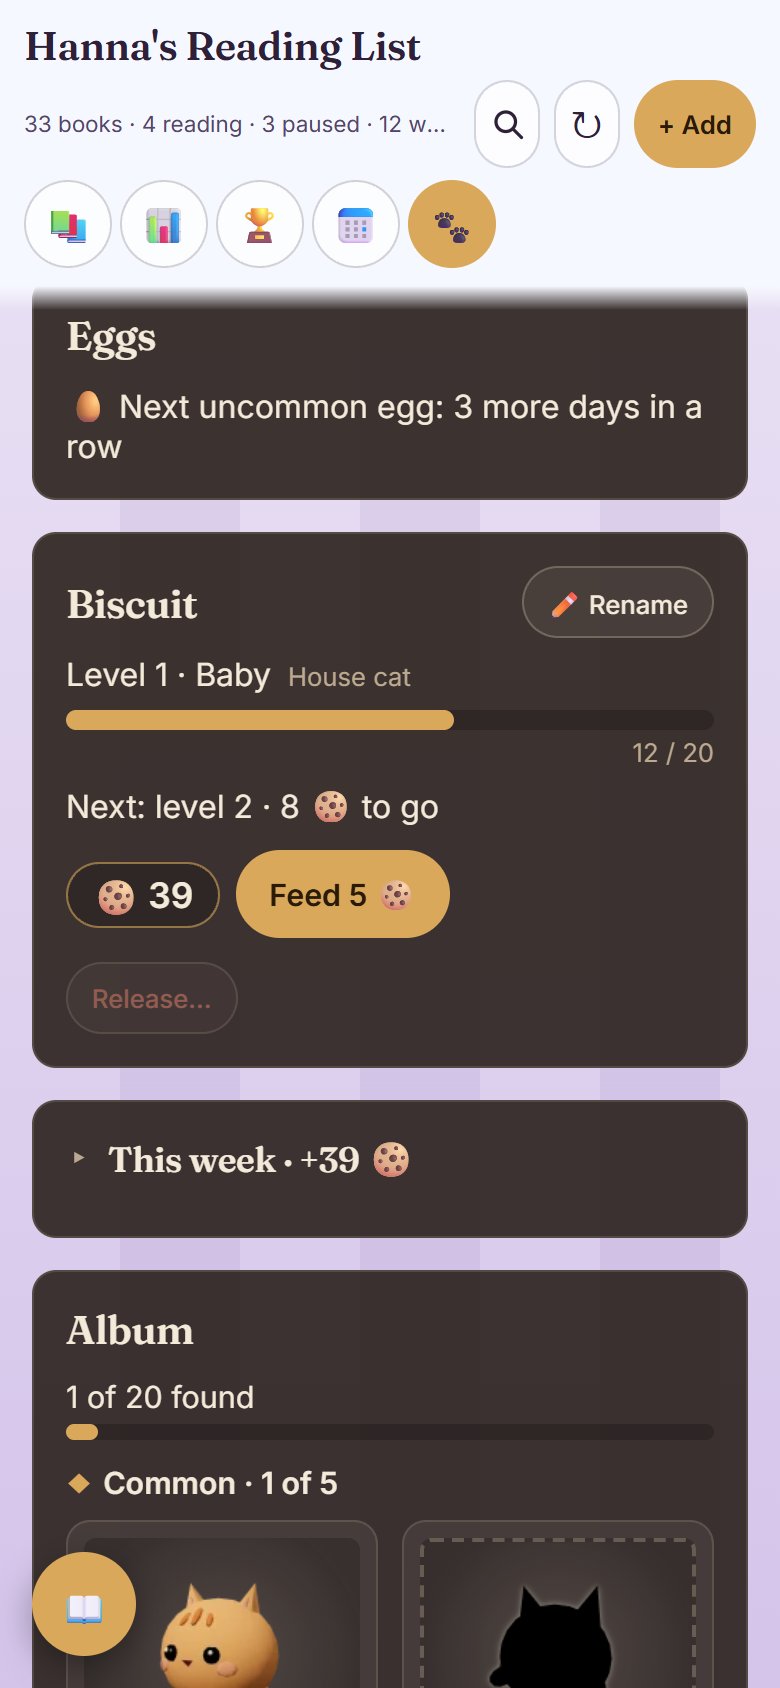 Hanna's Reading List
33 books · 4 reading · 3 paused · 12 w...
+ Add
Eggs
Next uncommon egg: 3 more days in a
row
Biscuit
Rename
Level 1 · Baby House cat
12 / 20
Next: level 2 · 8 to go
39
Feed 5
Release...
This week · +39
Album
1 of 20 found
Common · 1 of 5